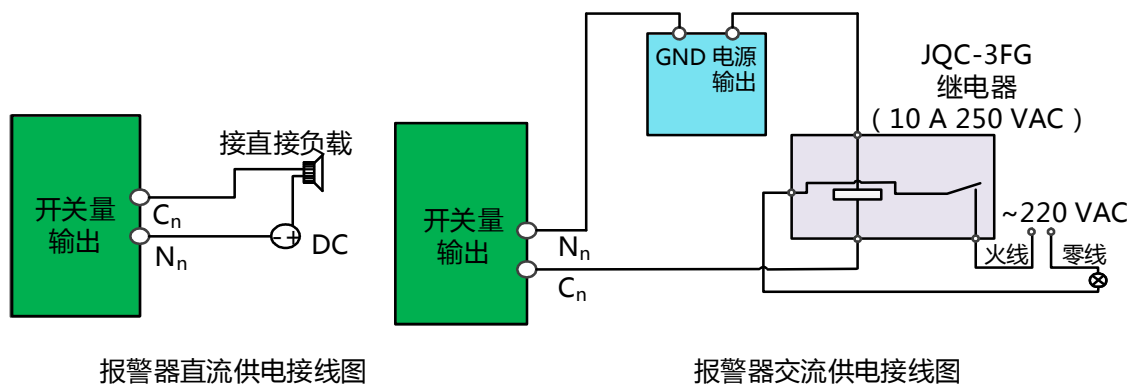 接直接负载
开关量
输出
Cn
Nn
DC
- +
报警器直流供电接线图
GND 电源
输出
JQC-3FG
继电器
( 10 A 250 VAC )
开关量
输出
Nn
Cn
~220 VAC
火线 零线
报警器交流供电接线图